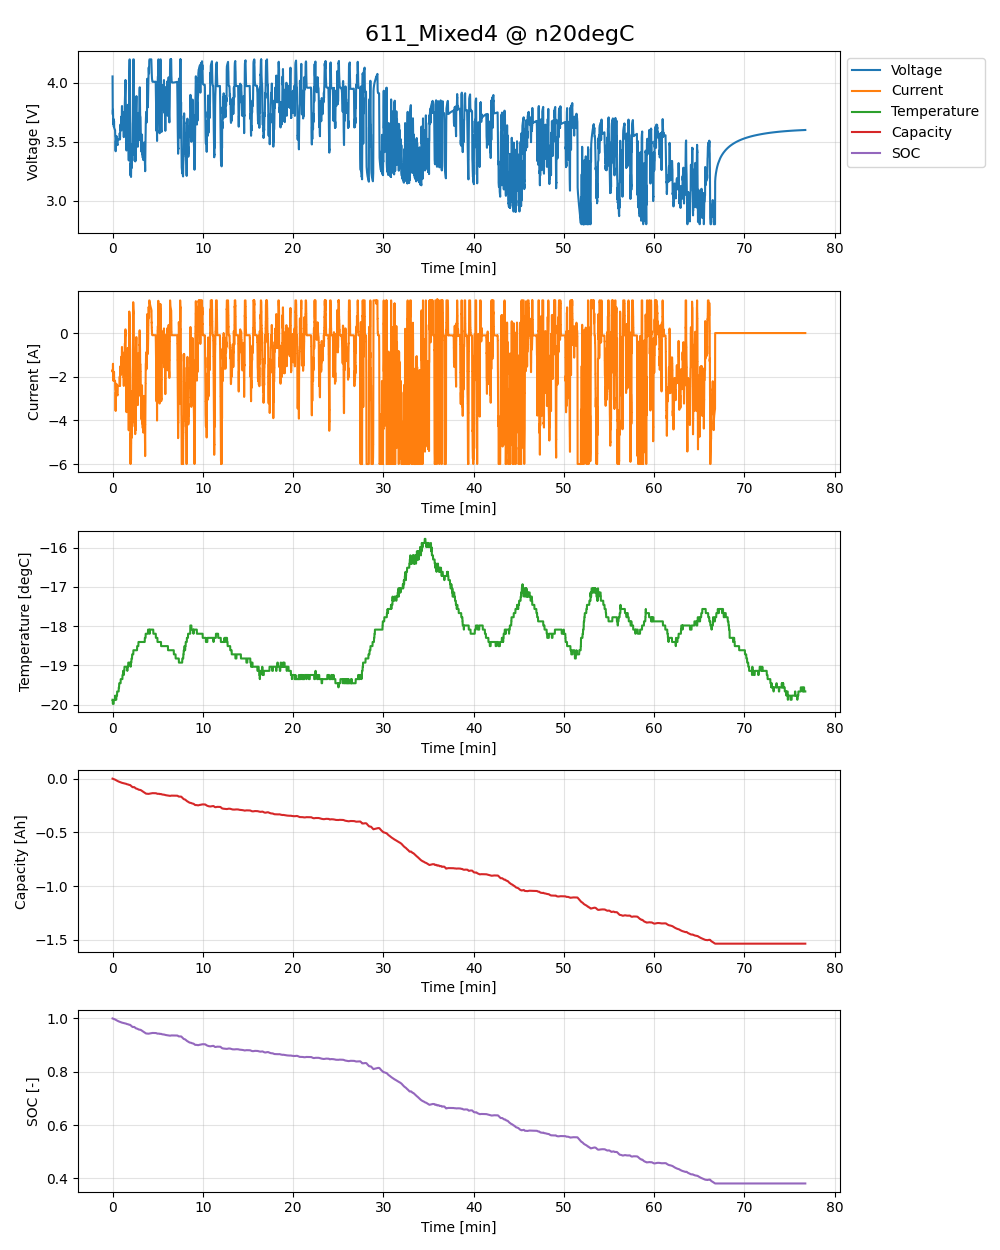 611_Mixed4 @ n20degC
Voltage [V]
4.0
3.5
3.0
0 10 20 30 40 50 60 70 80
Time [min]
Voltage
Current
Temperature
Capacity
SOC
Current [A]
0
−2
−4
−6
0 10 20 30 40 50 60 70 80
Time [min]
Temperature [degC]
−16
−17
−18
−19
−20
0 10 20 30 40 50 60 70 80
Time [min]
Capacity [Ah]
0.0
−0.5
−1.0
−1.5
0 10 20 30 40 50 60 70 80
Time [min]
SOC [-]
1.0
0.8
0.6
0.4
0 10 20 30 40 50 60 70 80
Time [min]